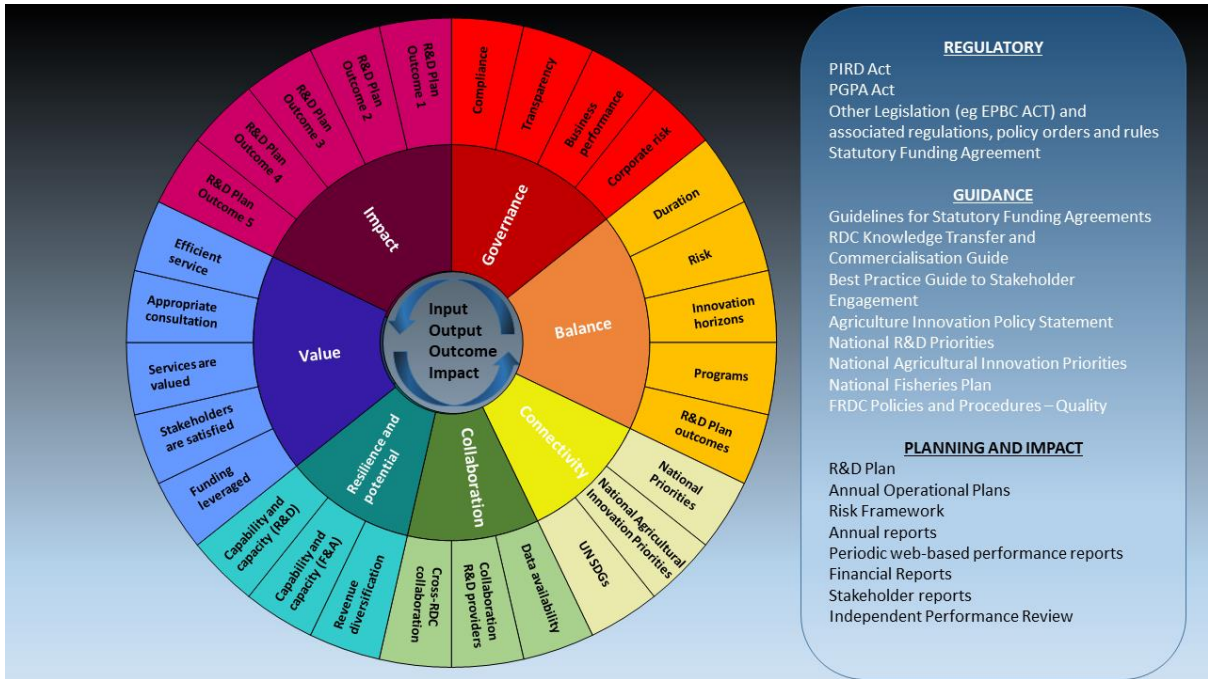 R&D Plan
Outcome 1
R&D Plan
Outcome 2
R&D Plan
Outcome 3
R&D Plan
Outcome 4
R&D Plan
Outcome 5
Impact
Compliance
Transparency
Business
performance
Corporate risk
Governance
Duration
Risk
Innovation
horizons
Programs
R&D Plan
outcomes
Balance
National
Priorities
National Agricultural
Innovation Priorities
UN SDGs
Connectivity
Data availability
Collaboration
R&D providers
Cross-RDC
collaboration
Collaboration
Revenue
diversification
Capability and
capacity (F&A)
Capability and
capacity (R&D)
Resilience and
potential
Funding
leveraged
Stakeholders
are satisfied
Services are
valued
Appropriate
consultation
Efficient
service
Value
Input
Output
Outcome
Impact
REGULATORY
PIRD Act
PGPA Act
Other Legislation (eg EPBC ACT) and
associated regulations, policy orders and rules
Statutory Funding Agreement
GUIDANCE
Guidelines for Statutory Funding Agreements
RDC Knowledge Transfer and
Commercialisation Guide
Best Practice Guide to Stakeholder
Engagement
Agriculture Innovation Policy Statement
National R&D Priorities
National Agricultural Innovation Priorities
National Fisheries Plan
FRDC Policies and Procedures – Quality
PLANNING AND IMPACT
R&D Plan
Annual Operational Plans
Risk Framework
Annual reports
Periodic web-based performance reports
Financial Reports
Stakeholder reports
Independent Performance Review